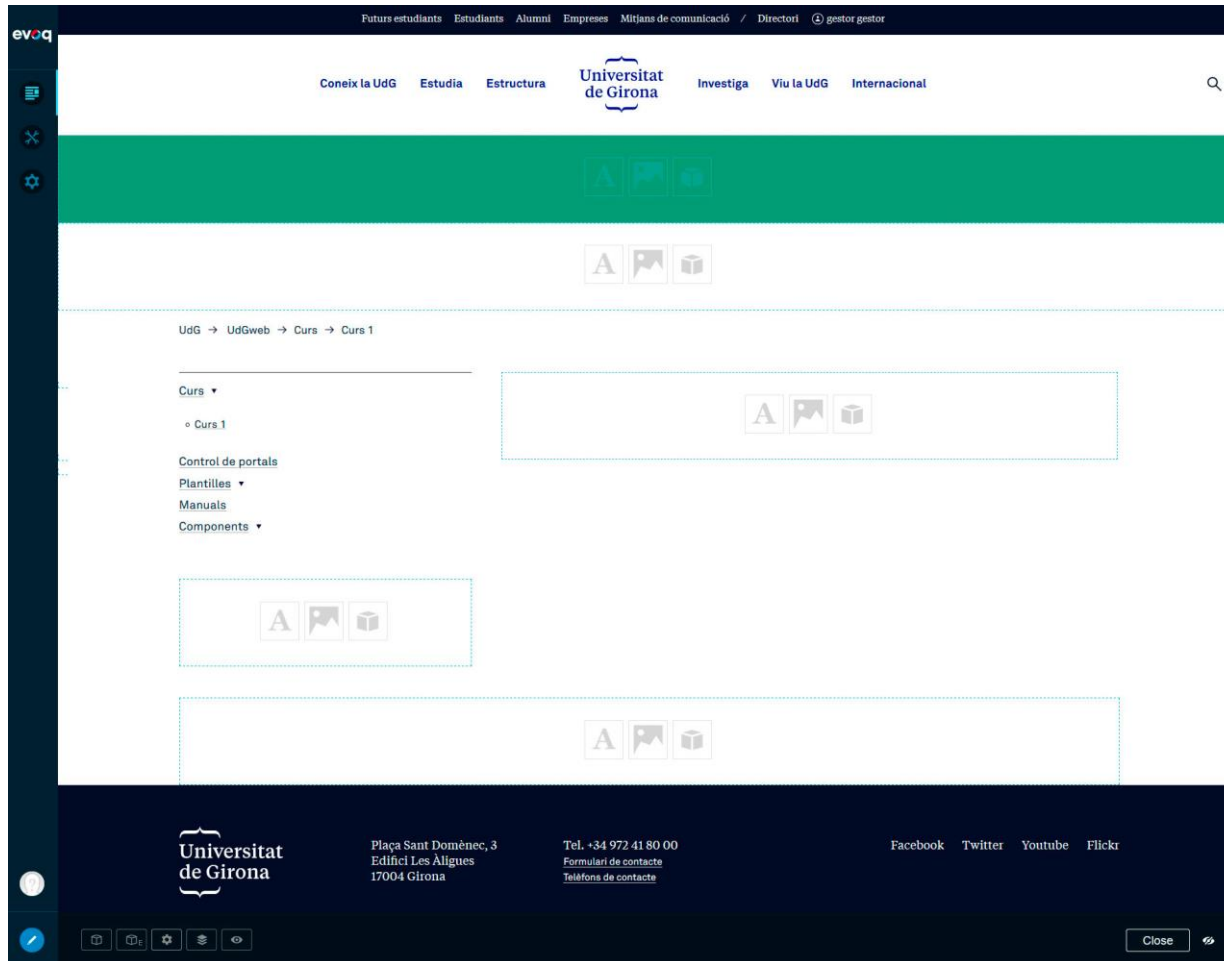 evoq
Futurs estudiants Estudiants Alumni Empreses Mitjans de comunicació / Directori gestor gestor
Coneix la UdG Estudia Estructura Universitat de Girona Investiga Viu la UdG Internacional
UdG → UdGweb → Curs → Curs 1
Curs ▾
Curs 1
Control de portals
Plantilles ▾
Manuals
Components ▾
Universitat
de Girona
Plaça Sant Domènec, 3
Edifici Les Àligues
17004 Girona
Tel. +34 972 41 80 00
Formulari de contacte
Telèfons de contacte
Facebook Twitter Youtube Flickr
Close